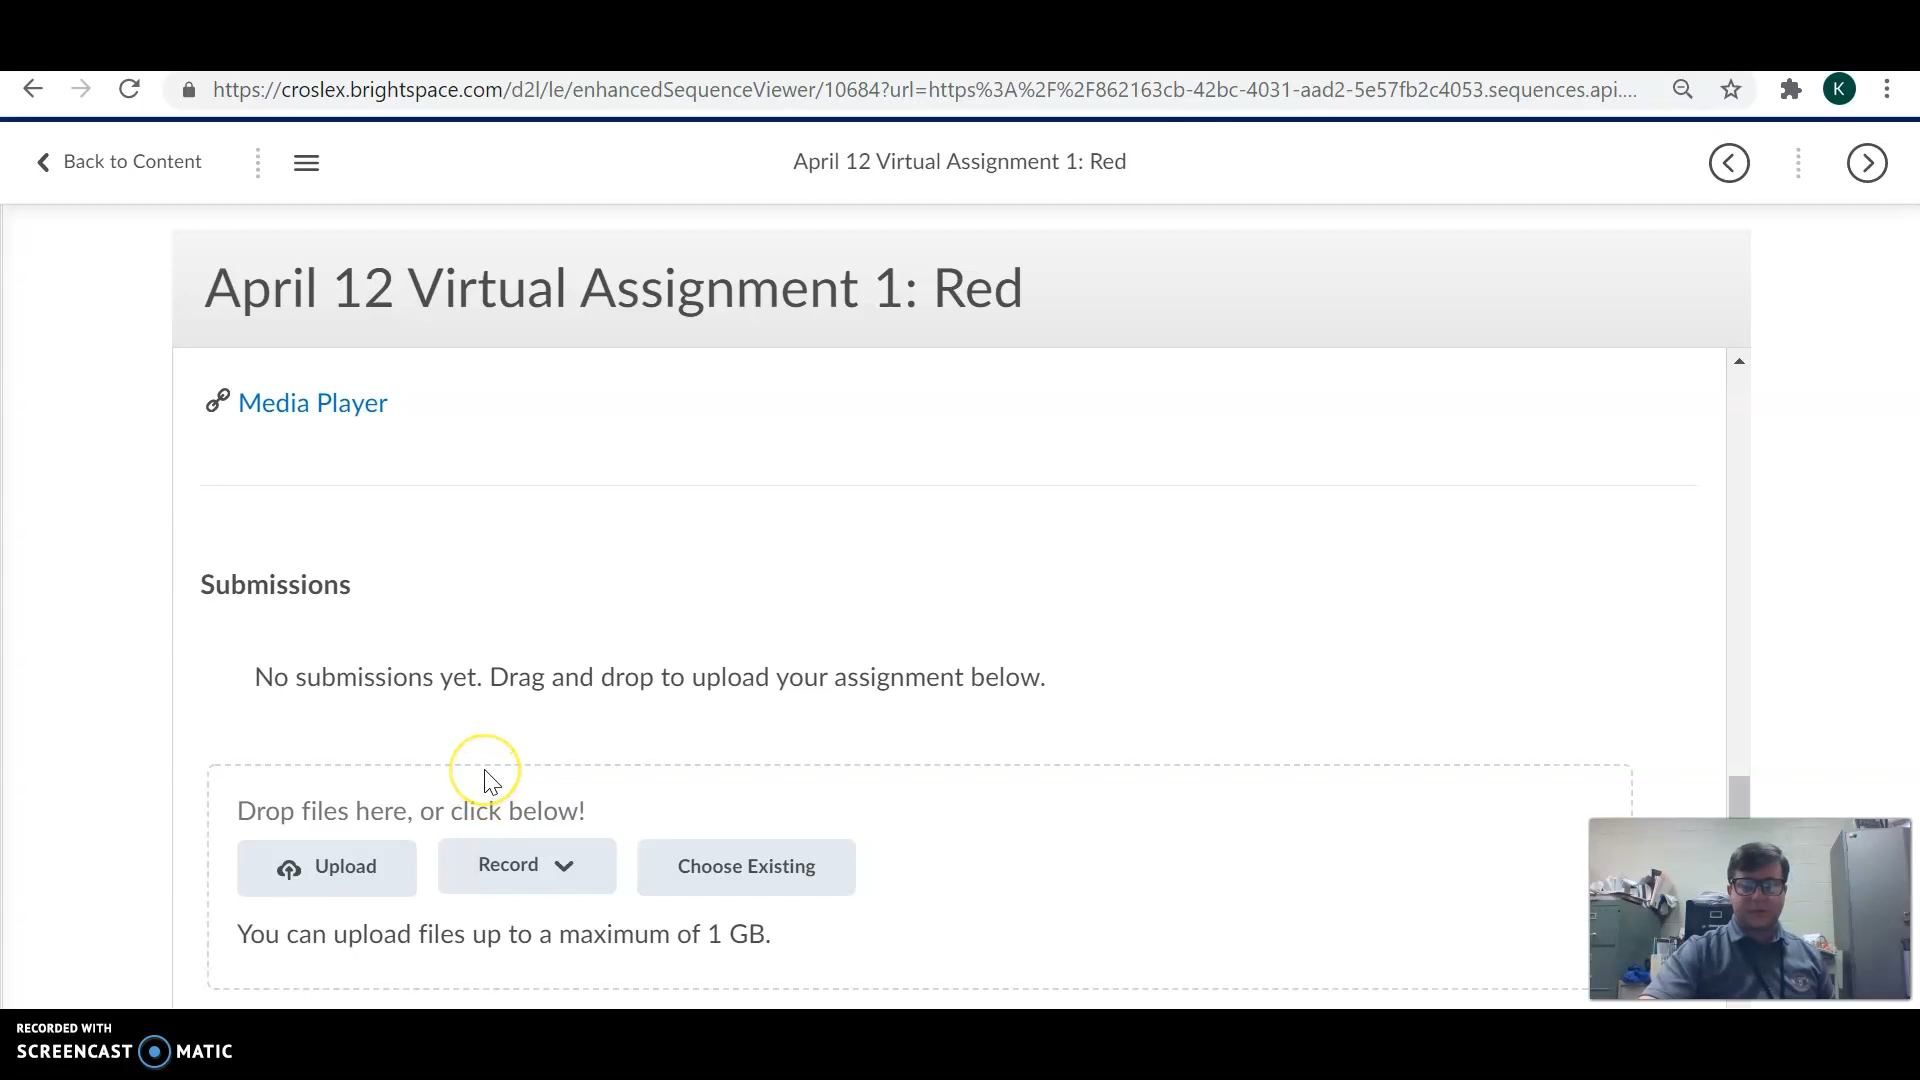 https://croslex.brightspace.com/d2l/le/enhancedSequenceViewer/10684?url=https%3A%2F%2F862163cb-42bc-4031-aad2-5e57fb2c4053.sequences.api....
K
Back to Content
April 12 Virtual Assignment 1: Red
April 12 Virtual Assignment 1: Red
Media Player
Submissions
No submissions yet. Drag and drop to upload your assignment below.
Drop files here, or click below!
Upload
Record
Choose Existing
You can upload files up to a maximum of 1 GB.
RECORDED WITH
SCREENCAST MATIC